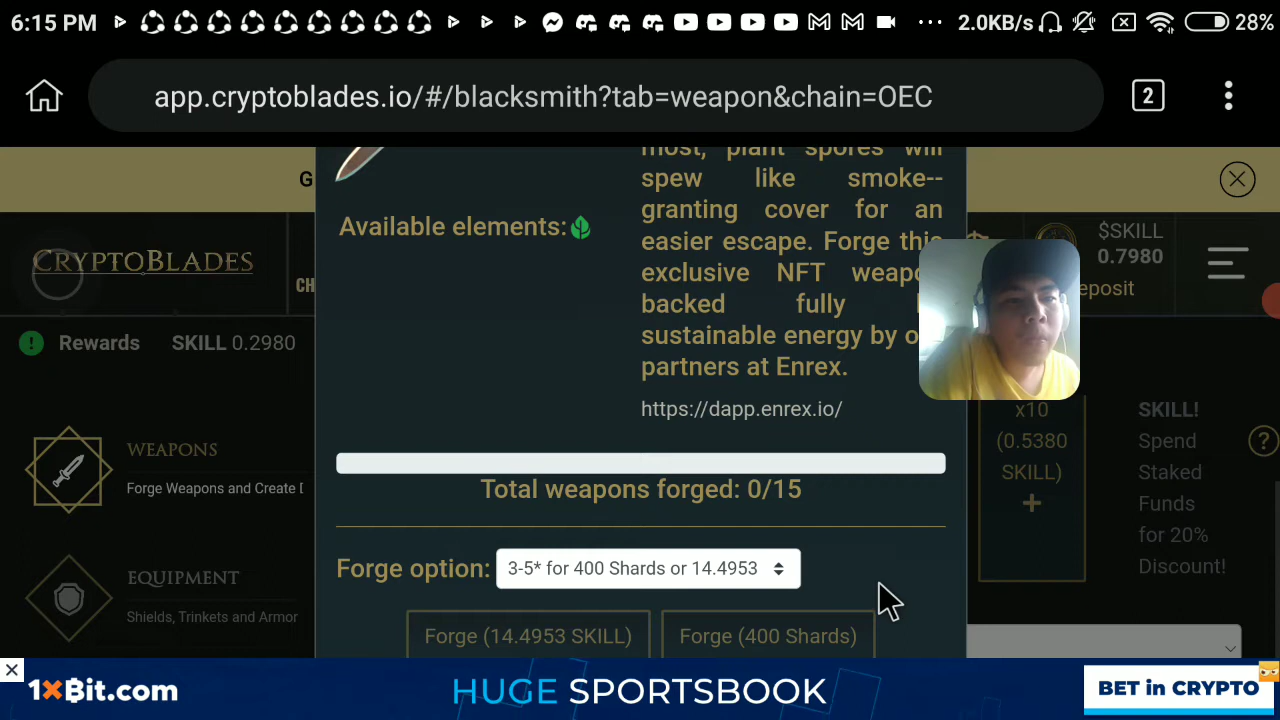 6:15 PM
2.0KB/s
28%
app.cryptoblades.io/#/blacksmith?tab=weapon&chain=OEC
2
G
CRYPTOBLADES
CH
$SKILL
0.7980
eposit
Rewards SKILL 0.2980
most, plant spores will
spew like smoke--
granting cover for an
easier escape. Forge this
exclusive NFT weapo
backed fully
sustainable energy by o
partners at Enrex.
https://dapp.enrex.io/
Available elements:
WEAPONS
Forge Weapons and Create D
EQUIPMENT
Shields, Trinkets and Armor
Total weapons forged: 0/15
Forge option: 3-5* for 400 Shards or 14.4953
Forge (14.4953 SKILL)
Forge (400 Shards)
x10
(0.5380
SKILL)
+
SKILL!
Spend
Staked
Funds
for 20%
Discount!
?
1xBit.com
HUGE SPORTSBOOK
BET in CRYPTO